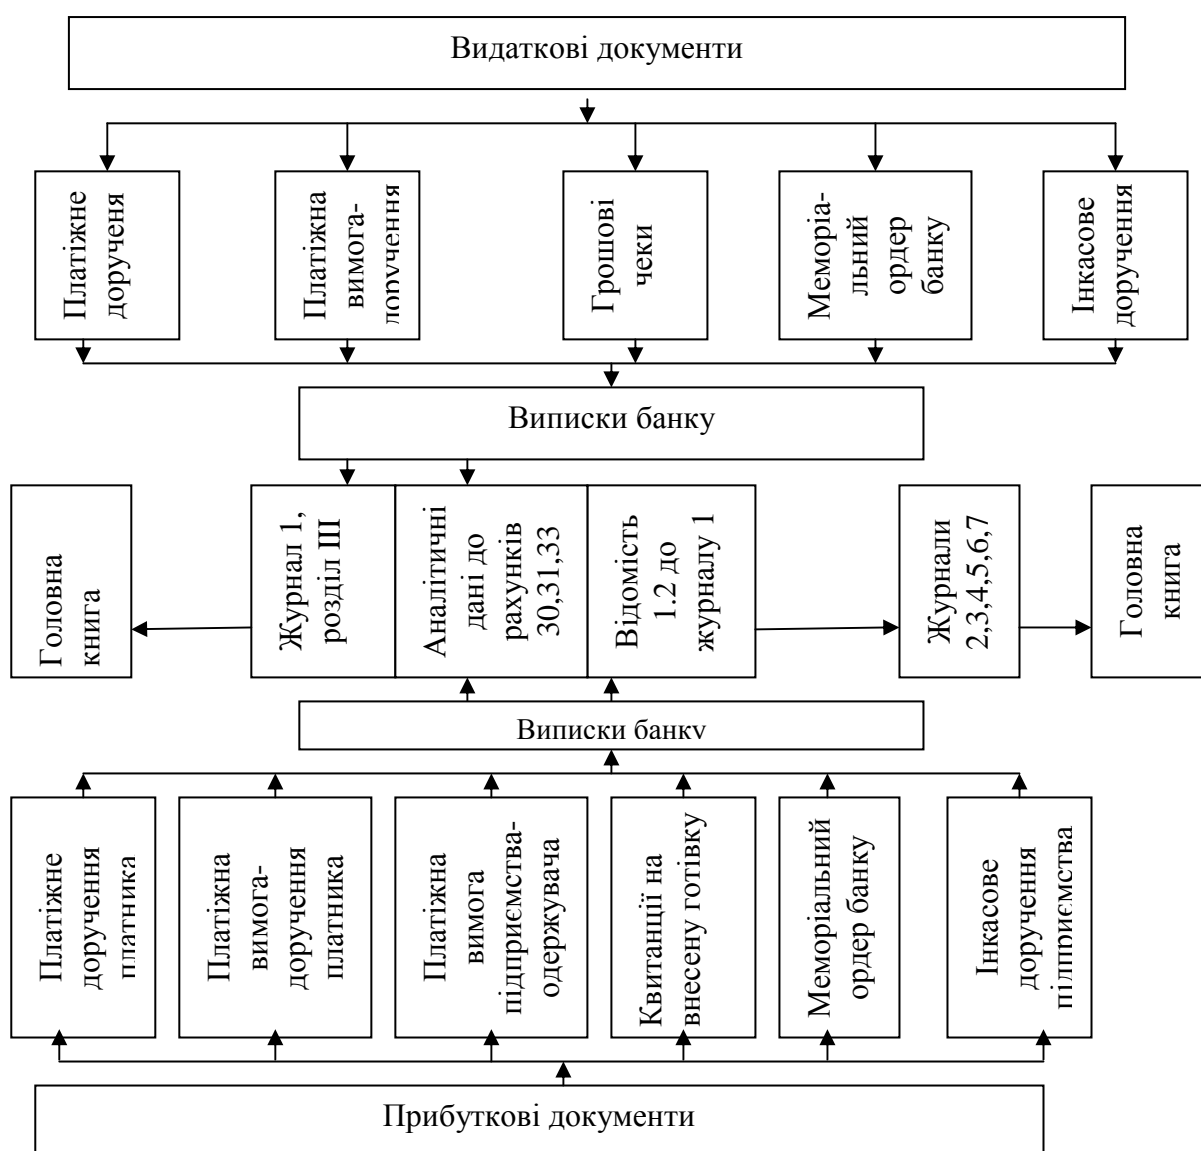 Видаткові документи
Платіжне
дорученя
Платіжна
вимога-
доручення
Грошові
чеки
Меморіа-
льний
ордер
банку
Інкасове
доручення
Виписки банку
Головна
книга
Журнал 1,
розділ III
Аналітичні
дані до
рахунків
30,31,33
Відомість
1.2 до
журналу 1
Журнали
2,3,4,5,6,7
Головна
книга
Виписки банку
Платіжне
доручення
платника
Платіжна
вимога-
доручення
платника
Платіжна
вимога
підприємства-
одержувача
Квитанції на
внесену готівку
Меморіальний
ордер банку
Інкасове
доручення
підприємства
Прибуткові документи